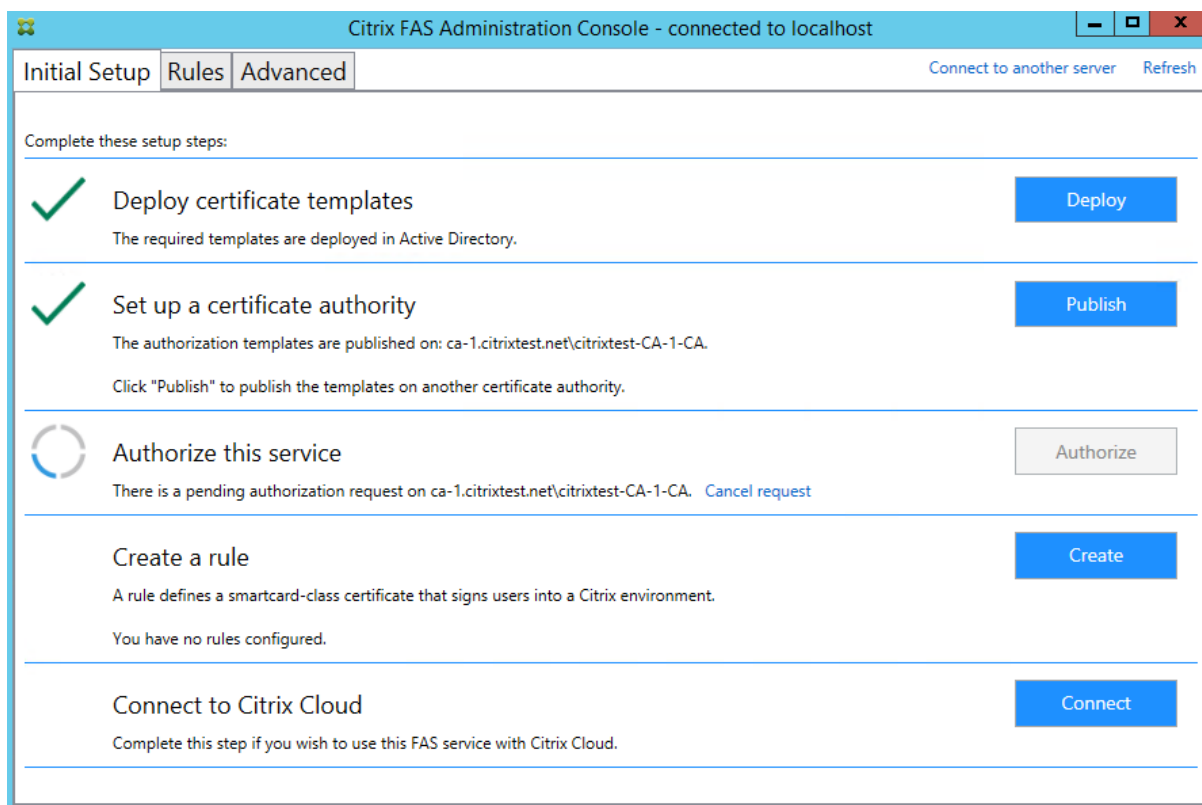 Citrix FAS Administration Console - connected to localhost
Initial Setup Rules Advanced Connect to another server Refresh
Complete these setup steps:
Deploy certificate templates Deploy
The required templates are deployed in Active Directory.
Set up a certificate authority Publish
The authorization templates are published on: ca-1.citrixtest.net\citrixtest-CA-1-CA.
Click "Publish" to publish the templates on another certificate authority.
Authorize this service Authorize
There is a pending authorization request on ca-1.citrixtest.net\citrixtest-CA-1-CA. Cancel request
Create a rule Create
A rule defines a smartcard-class certificate that signs users into a Citrix environment.
You have no rules configured.
Connect to Citrix Cloud Connect
Complete this step if you wish to use this FAS service with Citrix Cloud.